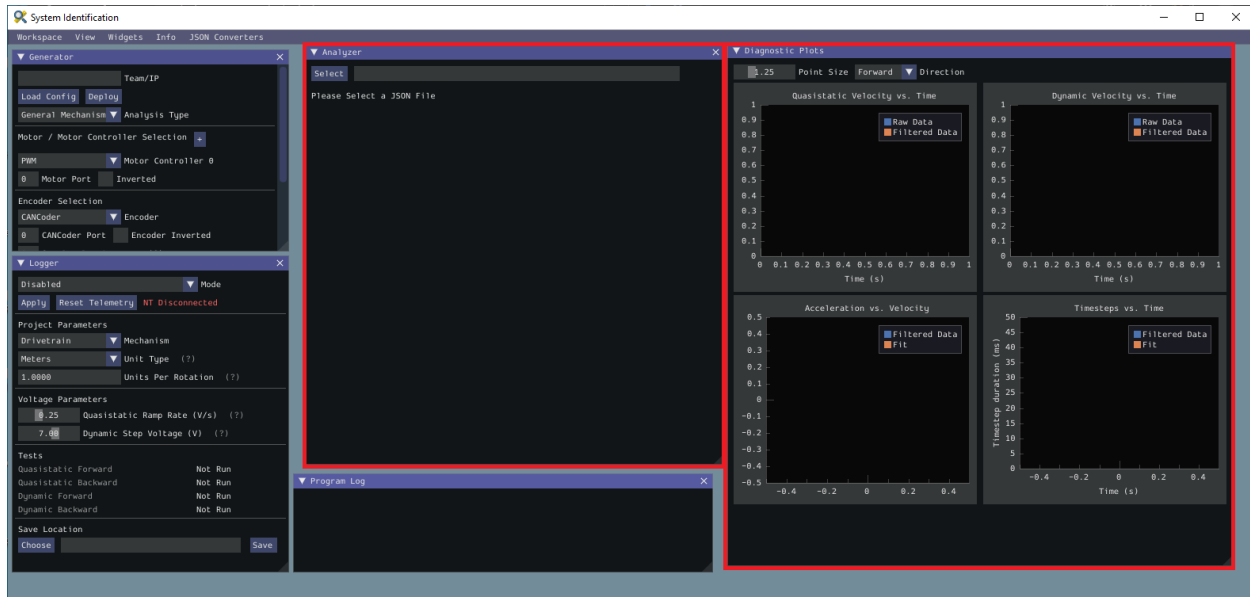 System Identification
Workspace View Widgets Info JSON Converters
Generator
Team/IP
Load Config Deploy
General Mechanism Analysis Type
Motor / Motor Controller Selection +
PWM Motor Controller 0
0 Motor Port Inverted
Encoder Selection
CANCoder Encoder
0 CANCoder Port Encoder Inverted
Logger
Disabled Mode
Apply Reset Telemetry NT Disconnected
Project Parameters
Drivetrain Mechanism
Meters Unit Type (?)
1.0000 Units Per Rotation (?)
Voltage Parameters
0.25 Quasistatic Ramp Rate (V/s) (?)
7.00 Dynamic Step Voltage (V) (?)
Tests
Quasistatic Forward Not Run
Quasistatic Backward Not Run
Dynamic Forward Not Run
Dynamic Backward Not Run
Save Location
Choose Save
Analyzer
Select
Please Select a JSON File
Program Log
Diagnostic Plots
1.25 Point Size Forward Direction
Quasistatic Velocity vs. Time
Raw Data
Filtered Data
1
0.9
0.8
0.7
0.6
0.5
0.4
0.3
0.2
0.1
0
0 0.1 0.2 0.3 0.4 0.5 0.6 0.7 0.8 0.9 1
Time (s)
Dynamic Velocity vs. Time
Raw Data
Filtered Data
1
0.9
0.8
0.7
0.6
0.5
0.4
0.3
0.2
0.1
0
0 0.1 0.2 0.3 0.4 0.5 0.6 0.7 0.8 0.9 1
Time (s)
Acceleration vs. Velocity
Filtered Data
Fit
0.5
0.4
0.3
0.2
0.1
0
-0.1
-0.2
-0.3
-0.4
-0.5
-0.4 -0.2 0 0.2 0.4
Timesteps vs. Time
Filtered Data
Fit
Timestep duration (ms)
50
45
40
35
30
25
20
15
10
5
0
-0.4 -0.2 0 0.2 0.4
Time (s)